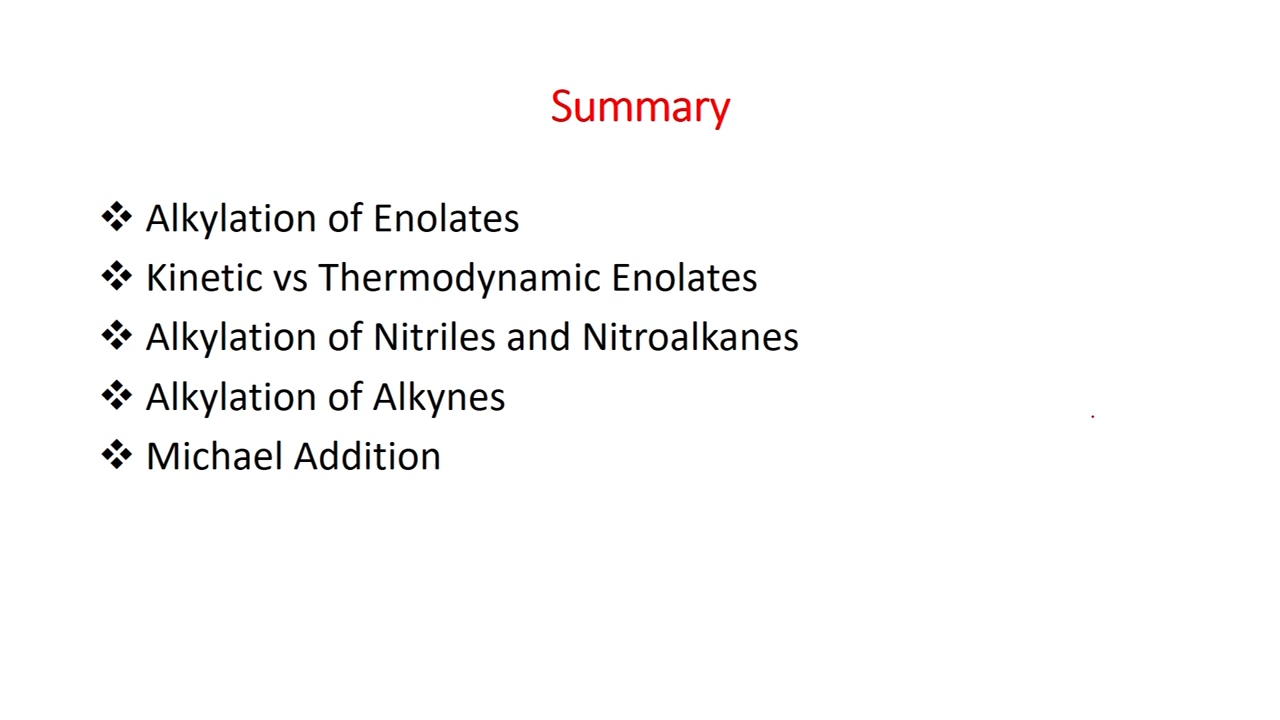 Summary
❖ Alkylation of Enolates
❖ Kinetic vs Thermodynamic Enolates
❖ Alkylation of Nitriles and Nitroalkanes
❖ Alkylation of Alkynes
❖ Michael Addition